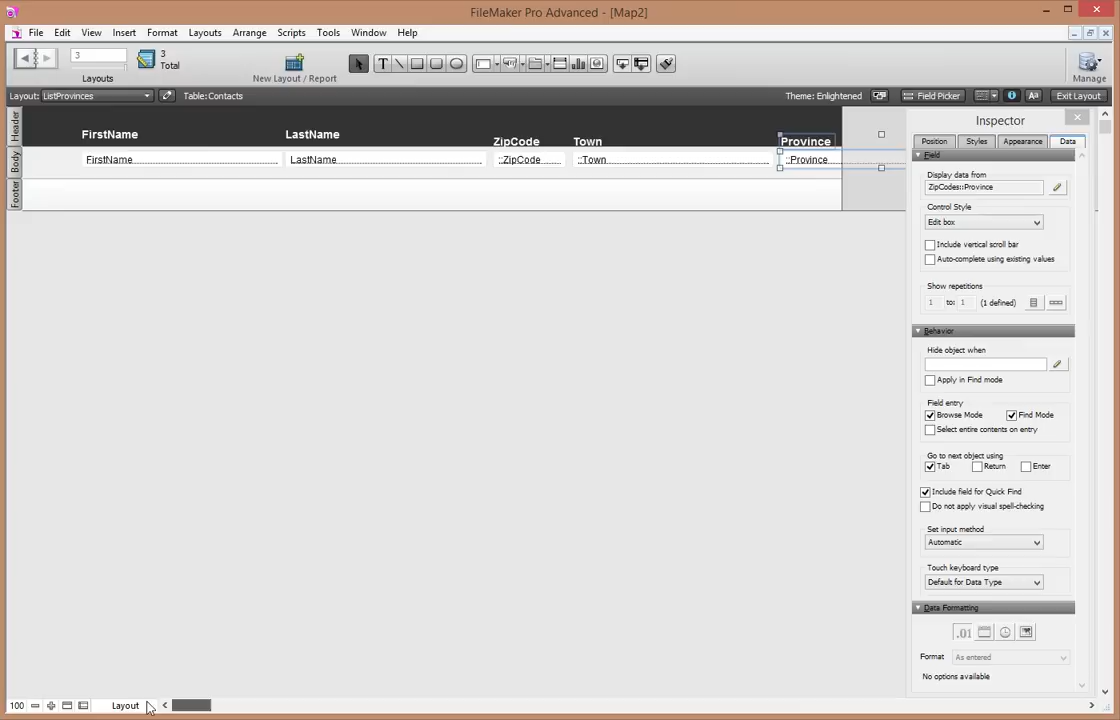 FileMaker Pro Advanced - [Map2]
File Edit View Insert Format Layouts Arrange Scripts Tools Window Help
3
3
Total
Layouts
New Layout / Report
T
Manage
Layout: ListProvinces Table: Contacts Theme: Enlightened Field Picker Aa Exit Layout
Header
FirstName LastName ZipCode Town Province
Body
FirstName LastName ::ZipCode ::Town ::Province
Footer
Inspector
Position Styles Appearance Data
Field
Display data from
ZipCodes::Province
Control Style
Edit box
Include vertical scroll bar
Auto-complete using existing values
Show repetitions
1 to: 1 (1 defined)
Behavior
Hide object when
Apply in Find mode
Field entry
Browse Mode Find Mode
Select entire contents on entry
Go to next object using
Tab Return Enter
Include field for Quick Find
Do not apply visual spell-checking
Set input method
Automatic
Touch keyboard type
Default for Data Type
Data Formatting
.01
Format As entered
No options available
100 Layout